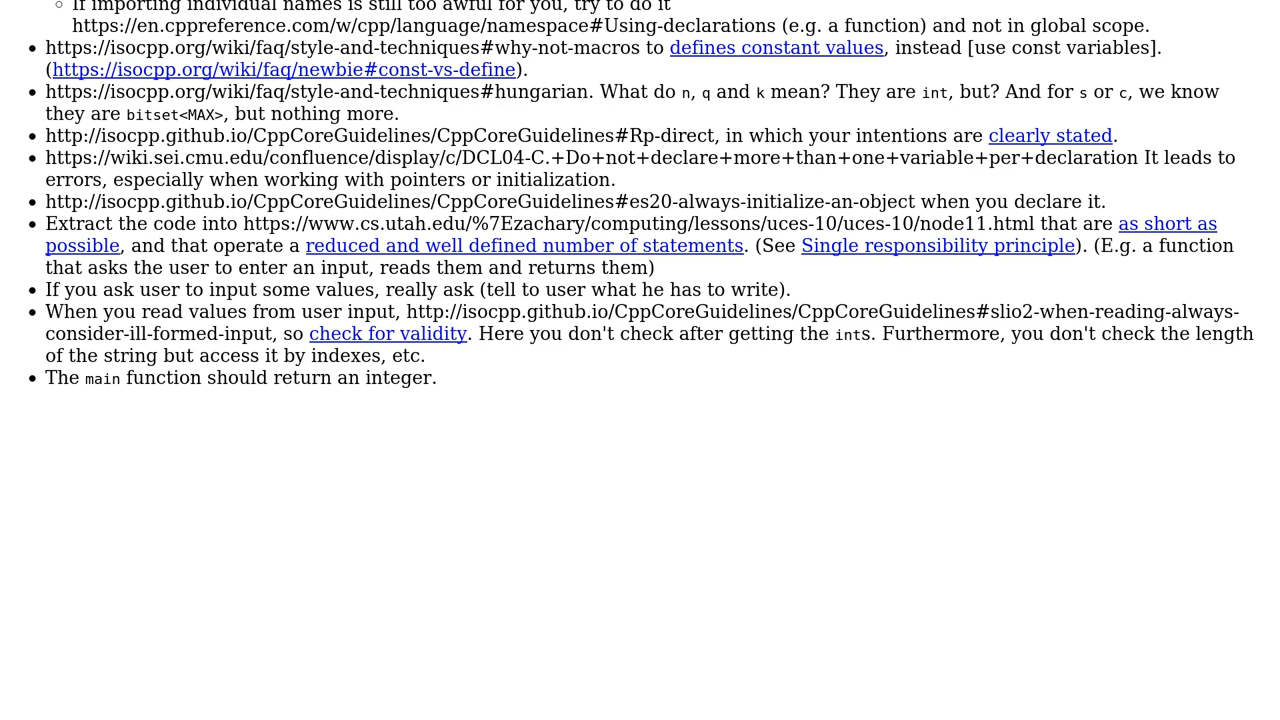 If importing individual names is still too awful for you, try to do it
https://en.cppreference.com/w/cpp/language/namespace#Using-declarations (e.g. a function) and not in global scope.
https://isocpp.org/wiki/faq/style-and-techniques#why-not-macros to defines constant values, instead [use const variables].
(https://isocpp.org/wiki/faq/newbie#const-vs-define).
https://isocpp.org/wiki/faq/style-and-techniques#hungarian. What do n, q and k mean? They are int, but? And for s or c, we know
they are bitset<MAX>, but nothing more.
http://isocpp.github.io/CppCoreGuidelines/CppCoreGuidelines#Rp-direct, in which your intentions are clearly stated.
https://wiki.sei.cmu.edu/confluence/display/c/DCL04-C.+Do+not+declare+more+than+one+variable+per+declaration It leads to
errors, especially when working with pointers or initialization.
http://isocpp.github.io/CppCoreGuidelines/CppCoreGuidelines#es20-always-initialize-an-object when you declare it.
Extract the code into https://www.cs.utah.edu/%7Ezachary/computing/lessons/uces-10/uces-10/node11.html that are as short as
possible, and that operate a reduced and well defined number of statements. (See Single responsibility principle). (E.g. a function
that asks the user to enter an input, reads them and returns them)
If you ask user to input some values, really ask (tell to user what he has to write).
When you read values from user input, http://isocpp.github.io/CppCoreGuidelines/CppCoreGuidelines#slio2-when-reading-always-
consider-ill-formed-input, so check for validity. Here you don't check after getting the ints. Furthermore, you don't check the length
of the string but access it by indexes, etc.
The main function should return an integer.